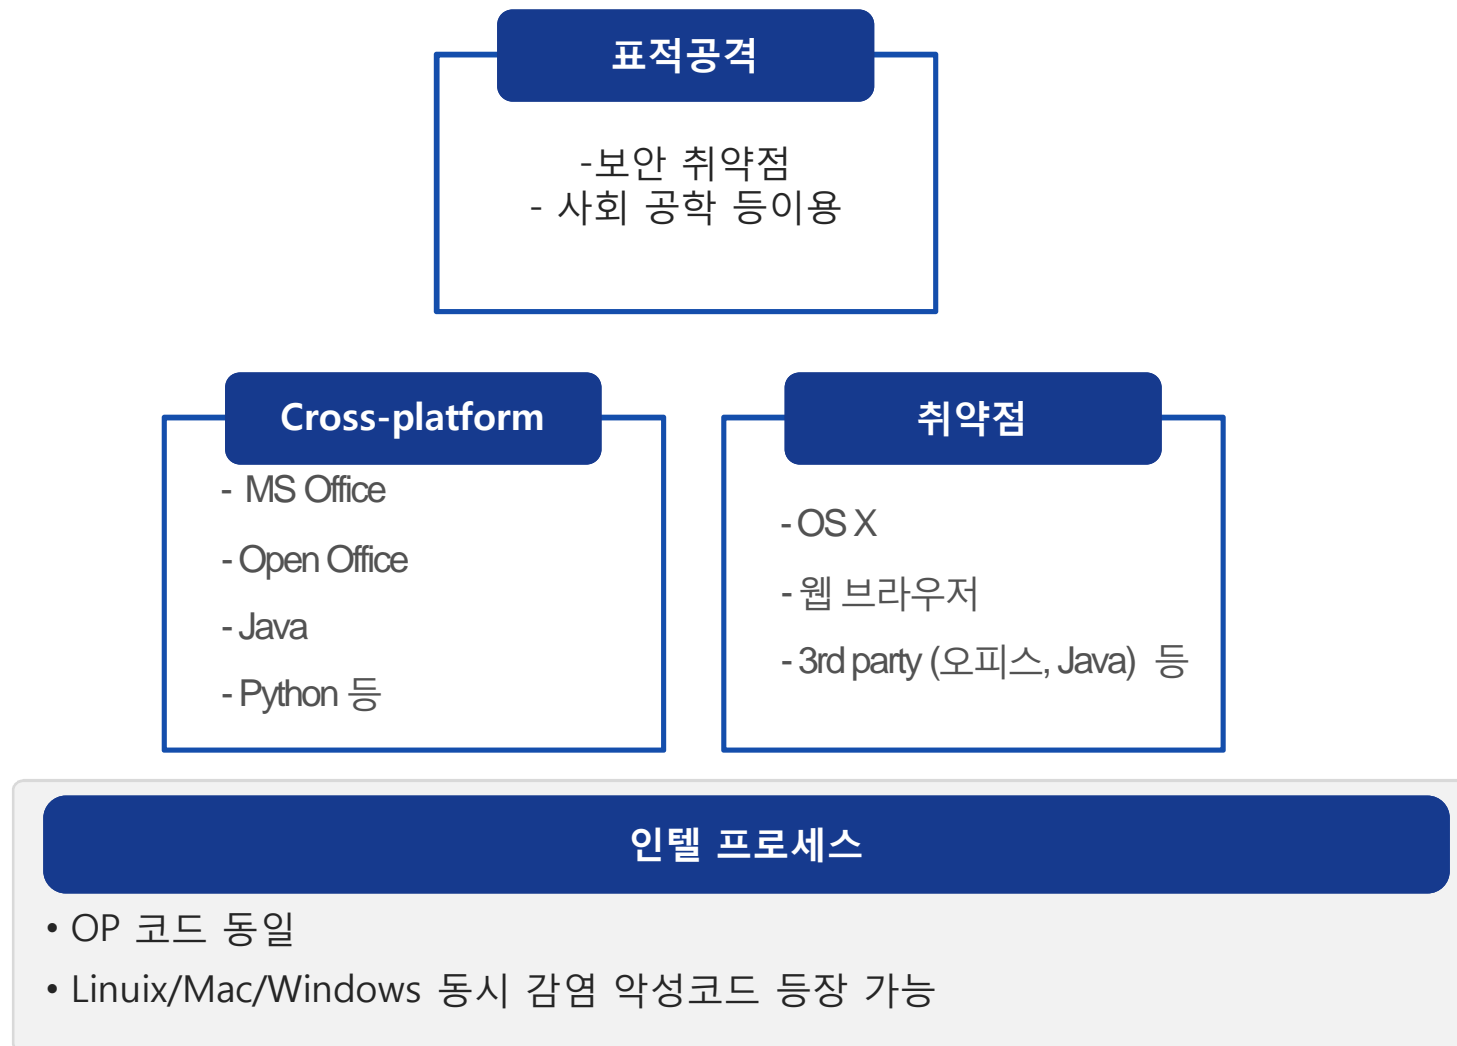 표적공격
-보안 취약점
- 사회 공학 등이용
Cross-platform
- MS Office
- Open Office
- Java
- Python 등
취약점
- OS X
- 웹 브라우저
- 3rd party (오피스, Java) 등
인텔 프로세스
• OP 코드 동일
• Linuix/Mac/Windows 동시 감염 악성코드 등장 가능